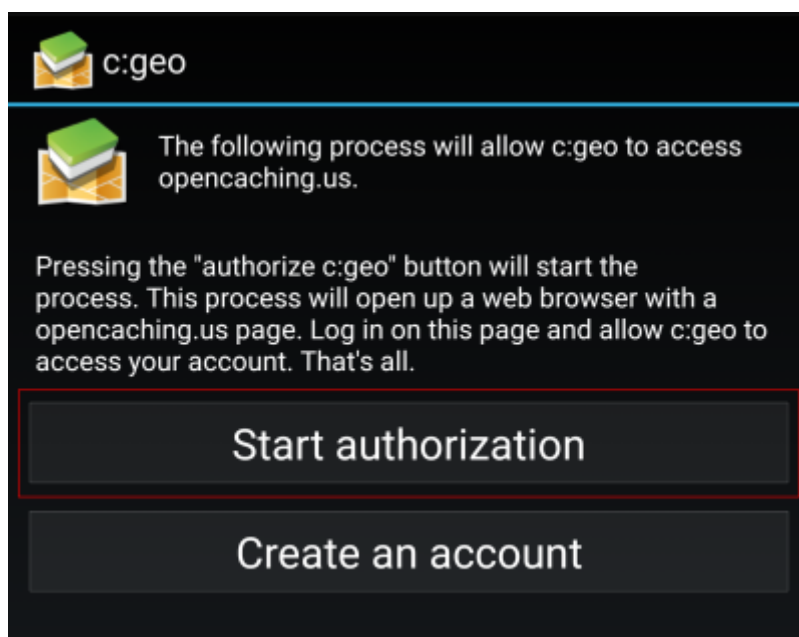 c:geo
The following process will allow c:geo to access
opencaching.us.
Pressing the "authorize c:geo" button will start the
process. This process will open up a web browser with a
opencaching.us page. Log in on this page and allow c:geo to
access your account. That's all.
Start authorization
Create an account